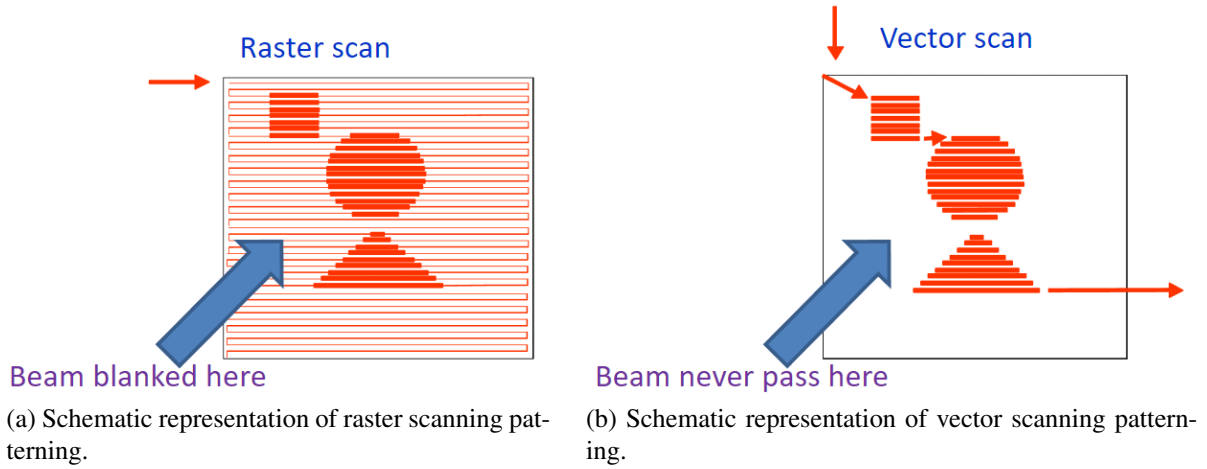 Raster scan
Beam blanked here
(a) Schematic representation of raster scanning pat-
terning.
Vector scan
Beam never pass here
(b) Schematic representation of vector scanning pattern-
ing.